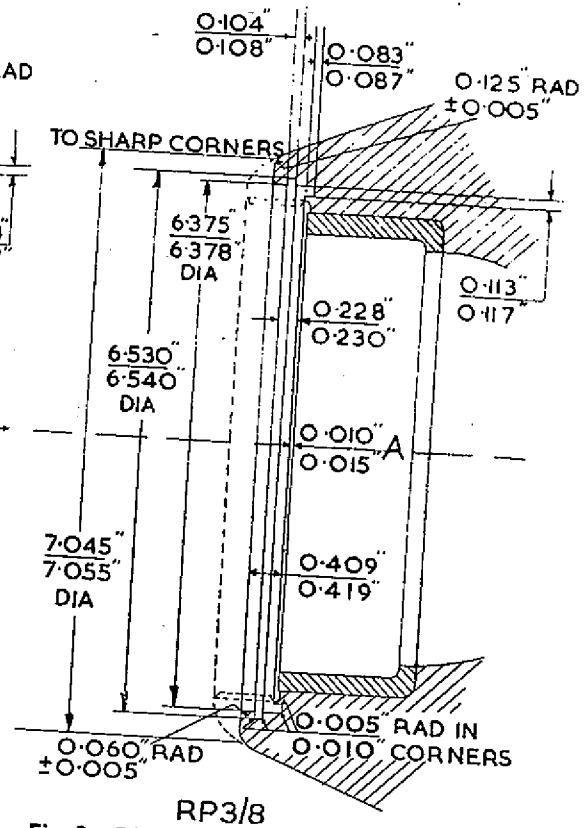 0·104"
0·108"
0·083"
0·087"
RAD
0·125" RAD
±0·005"
TO SHARP CORNERS
6·375"
6·378"
DIA
0·113"
0·117"
0·228"
0·230"
6·530"
6·540"
DIA
0·010"
0·015" A
7·045"
7·055"
DIA
0·409"
0·419"
0·060" RAD
±0·005"
0·005" RAD IN
0·010" CORNERS
RP3/8